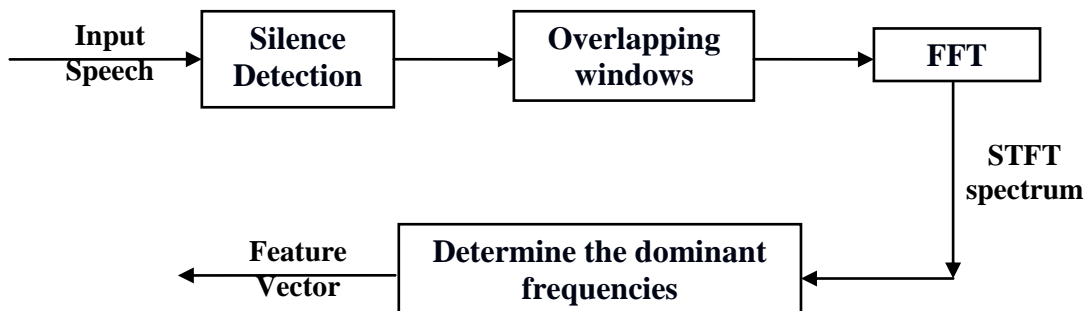 Input
Speech
Silence
Detection
Overlapping
windows
FFT
STFT
spectrum
Determine the dominant
frequencies
Feature
Vector